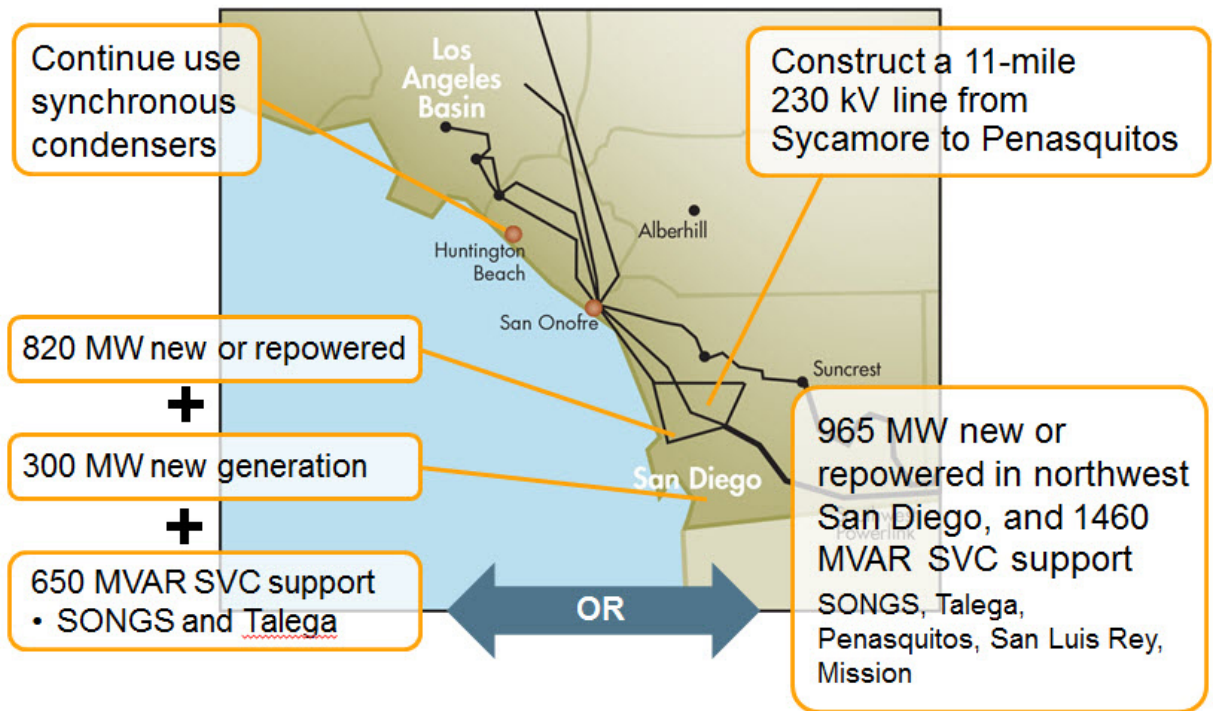 Continue use
synchronous
condensers
Los
Angeles
Basin
Construct a 11-mile
230 kV line from
Sycamore to Penasquitos
Alberhill
Huntington
Beach
San Onofre
820 MW new or repowered
+
Suncrest
965 MW new or
repowered in northwest
San Diego, and 1460
MVAR SVC support
SONGS, Talega,
Penasquitos, San Luis Rey,
Mission
300 MW new generation
San Diego
Powerlink
+
650 MVAR SVC support
• SONGS and Talega
OR